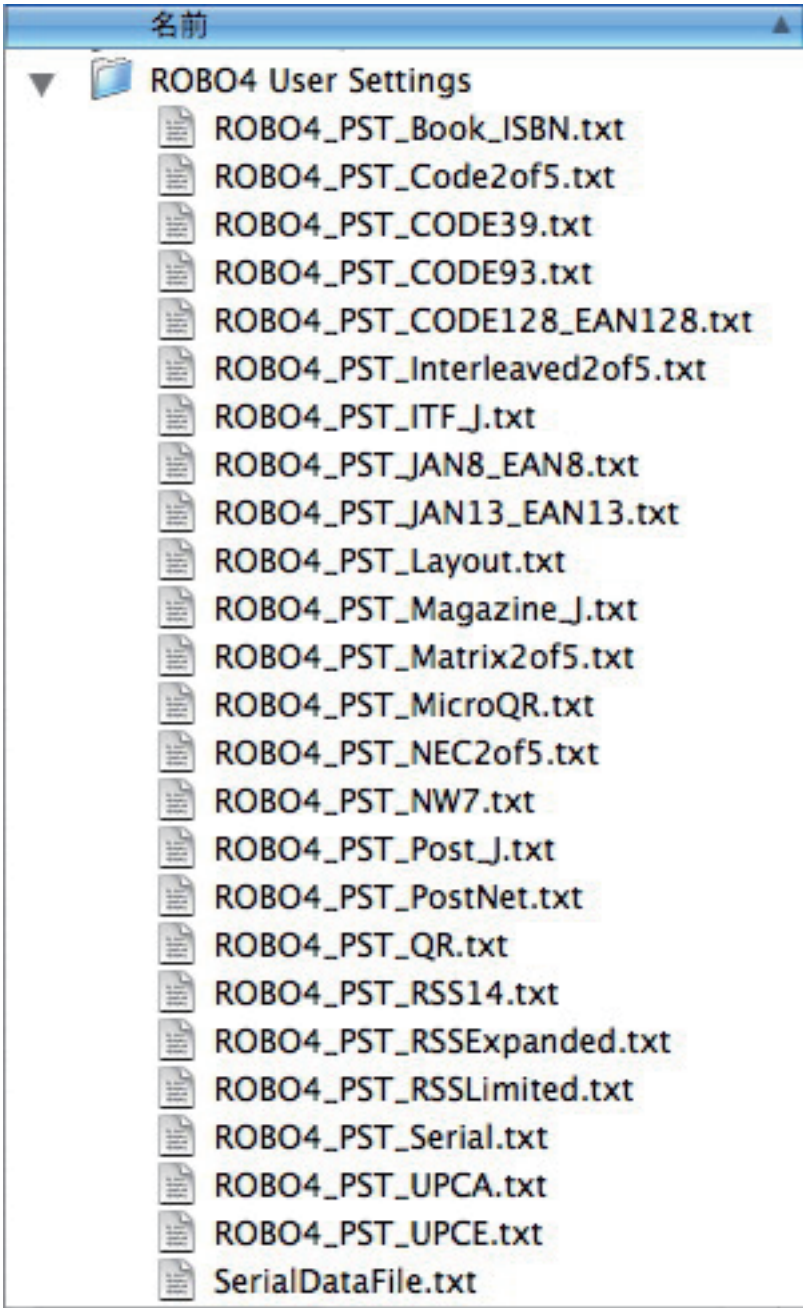 名前
ROBO4 User Settings
ROBO4_PST_Book_ISBN.txt
ROBO4_PST_Code2of5.txt
ROBO4_PST_CODE39.txt
ROBO4_PST_CODE93.txt
ROBO4_PST_CODE128_EAN128.txt
ROBO4_PST_Interleaved2of5.txt
ROBO4_PST_ITF_J.txt
ROBO4_PST_JAN8_EAN8.txt
ROBO4_PST_JAN13_EAN13.txt
ROBO4_PST_Layout.txt
ROBO4_PST_Magazine_J.txt
ROBO4_PST_Matrix2of5.txt
ROBO4_PST_MicroQR.txt
ROBO4_PST_NEC2of5.txt
ROBO4_PST_NW7.txt
ROBO4_PST_Post_J.txt
ROBO4_PST_PostNet.txt
ROBO4_PST_QR.txt
ROBO4_PST_RSS14.txt
ROBO4_PST_RSSExpanded.txt
ROBO4_PST_RSSLimited.txt
ROBO4_PST_Serial.txt
ROBO4_PST_UPCA.txt
ROBO4_PST_UPCE.txt
SerialDataFile.txt